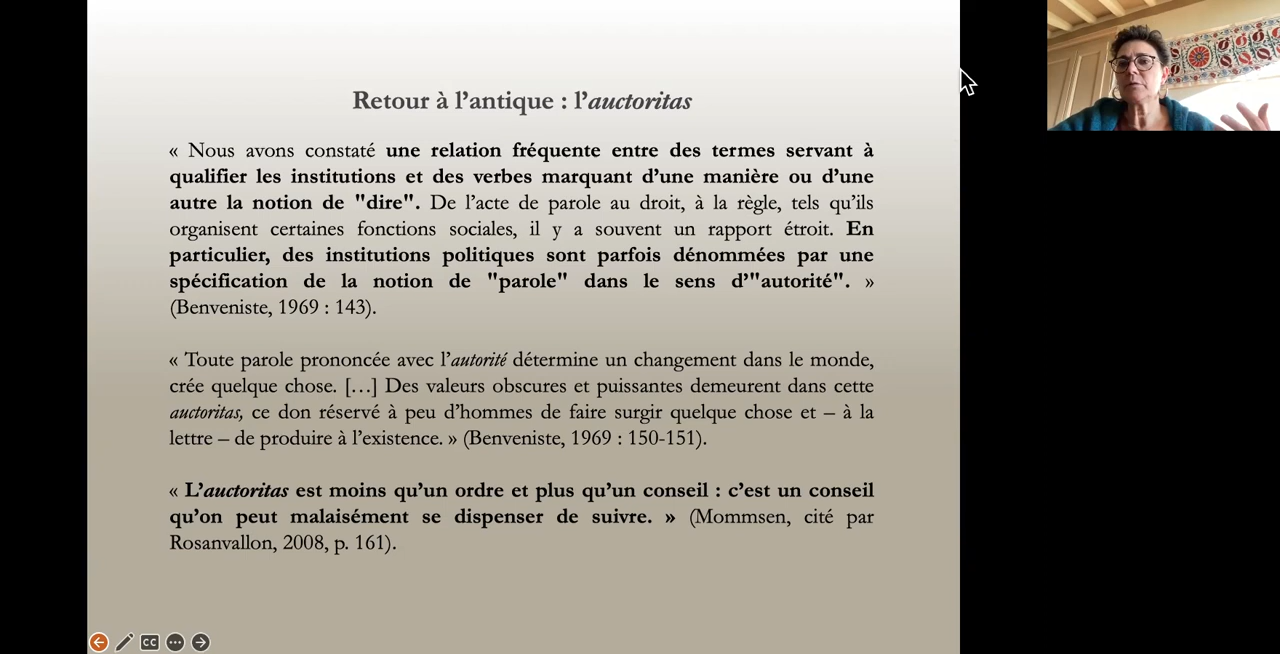 Retour à l’antique : l’auctoritas
« Nous avons constaté une relation fréquente entre des termes servant à
qualifier les institutions et des verbes marquant d’une manière ou d’une
autre la notion de "dire". De l’acte de parole au droit, à la règle, tels qu’ils
organisent certaines fonctions sociales, il y a souvent un rapport étroit. En
particulier, des institutions politiques sont parfois dénommées par une
spécification de la notion de "parole" dans le sens d’"autorité". »
(Benveniste, 1969 : 143).
« Toute parole prononcée avec l’autorité détermine un changement dans le monde,
crée quelque chose. […] Des valeurs obscures et puissantes demeurent dans cette
auctoritas, ce don réservé à peu d’hommes de faire surgir quelque chose et – à la
lettre – de produire à l’existence. » (Benveniste, 1969 : 150-151).
« L’auctoritas est moins qu’un ordre et plus qu’un conseil : c’est un conseil
qu’on peut malaisément se dispenser de suivre. » (Mommsen, cité par
Rosanvallon, 2008, p. 161).
CC